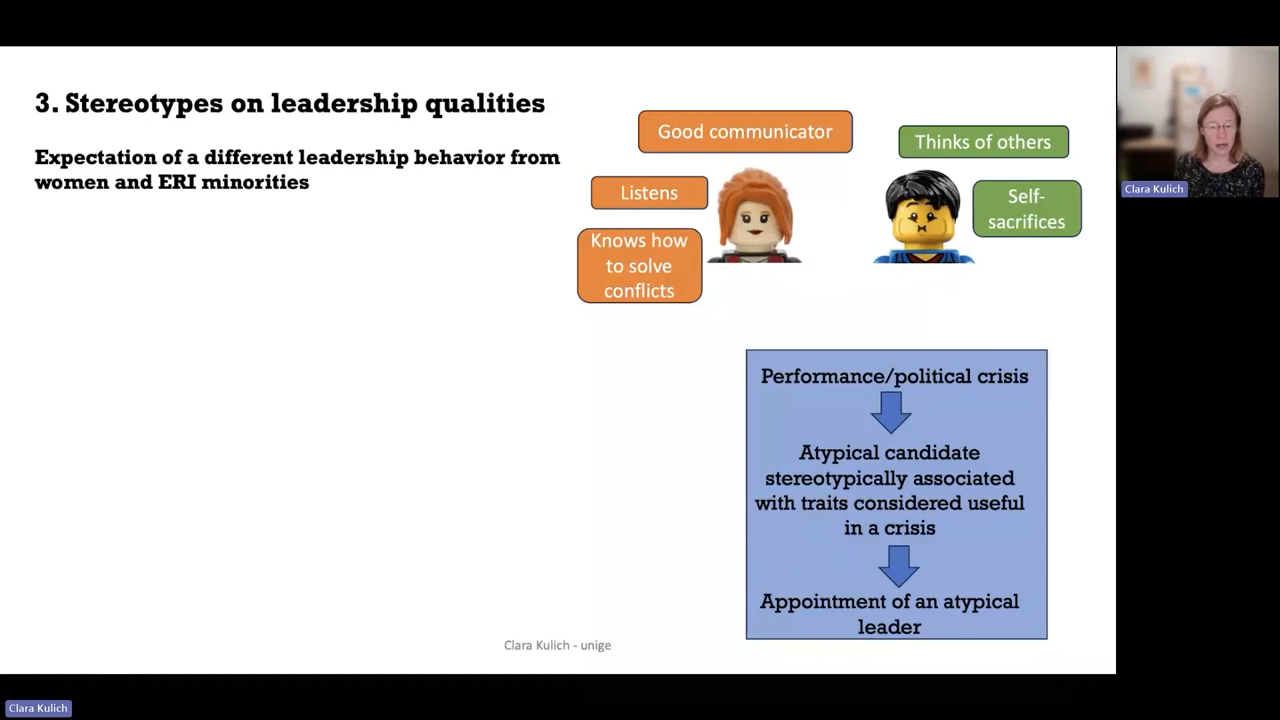 3. Stereotypes on leadership qualities
Expectation of a different leadership behavior from
women and ERI minorities
Good communicator
Listens
Knows how
to solve
conflicts
Thinks of others
Self-
sacrifices
Performance/political crisis
Atypical candidate
stereotypically associated
with traits considered useful
in a crisis
Appointment of an atypical
leader
Clara Kulich - unige
Clara Kulich
Clara Kulich